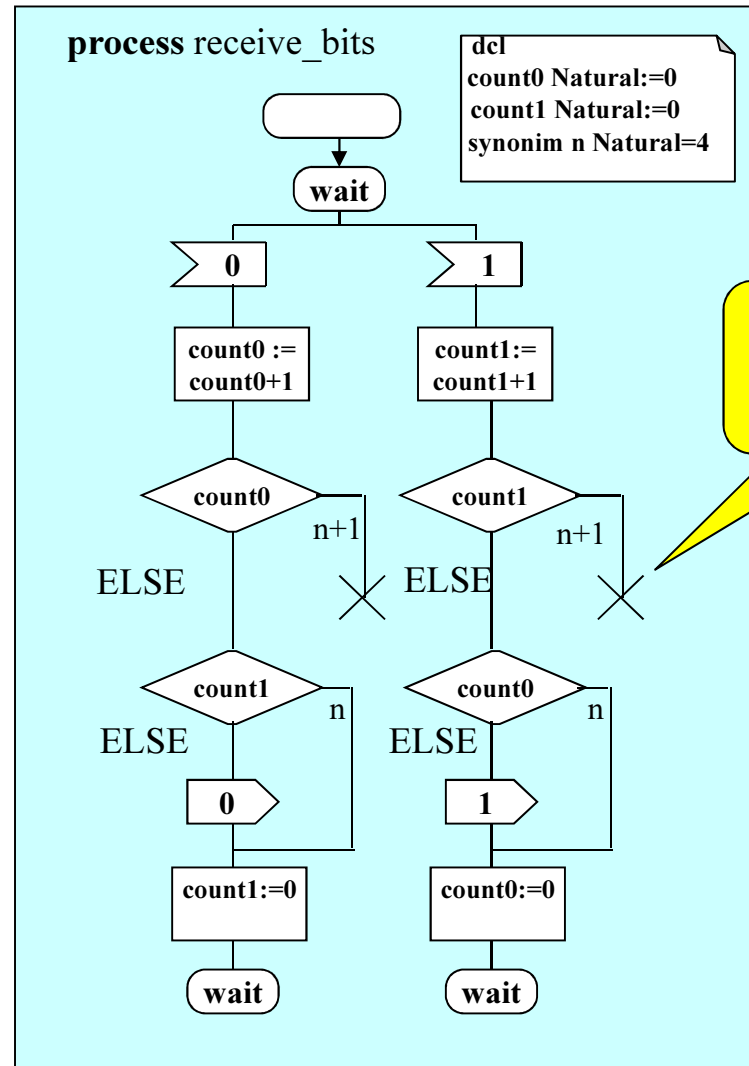 process receive_bits
dcl
count0 Natural:=0
count1 Natural:=0
synonim n Natural=4
wait
0
1
count0 :=
count0+1
count1:=
count1+1
count0
n+1
count1
n+1
ELSE
ELSE
count1
n
count0
n
ELSE
ELSE
0
1
count1:=0
count0:=0
wait
wait